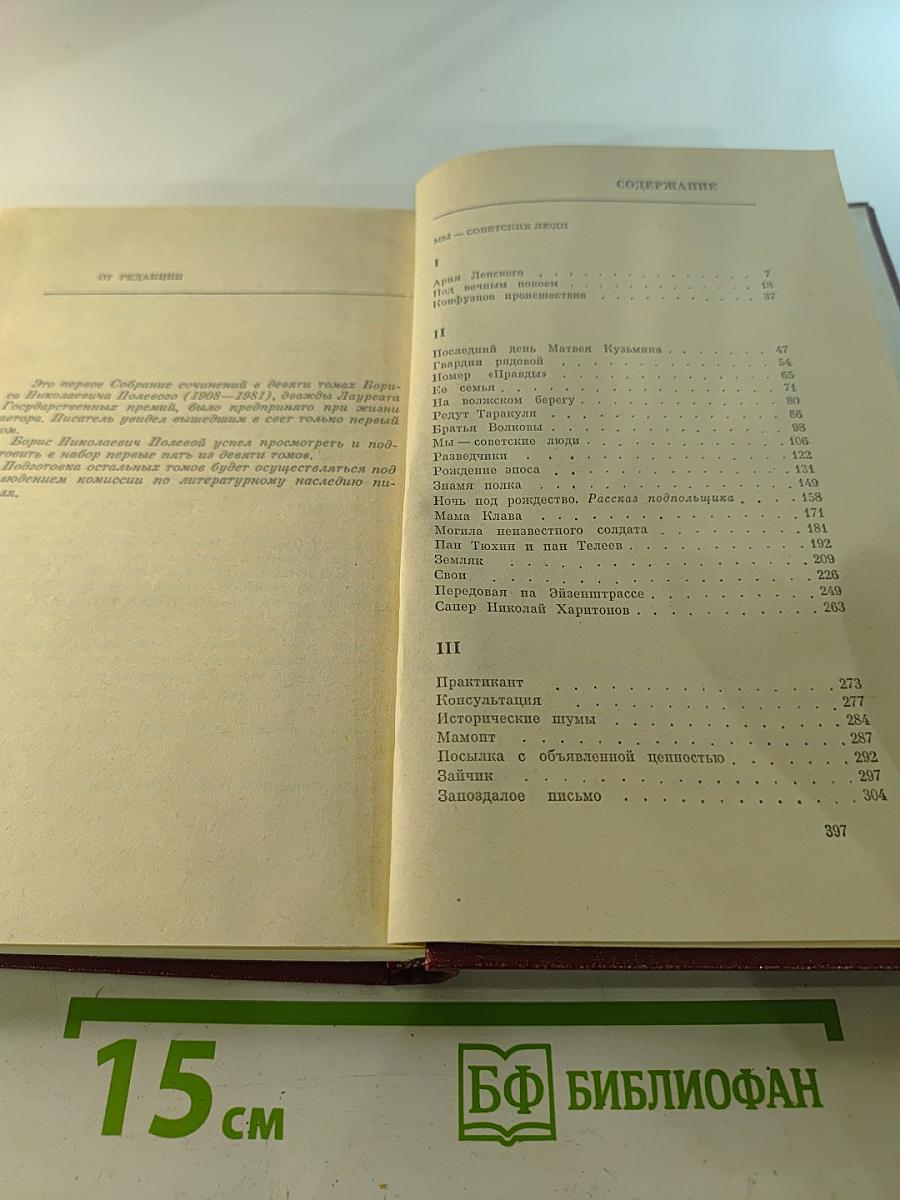 ОТ РЕДАКЦИИ
Это первое Собрание сочинений в девяти томах Бори-
са Николаевича Полевого (1908—1981), дважды Лауреата
Государственных премий, было предпринято при жизни
автора. Писатель увидел вышедшим в свет только первый
том.
Борис Николаевич Полевой успел просмотреть и под-
готовить в набор первые пять из девяти томов.
Подготовка остальных томов будет осуществляться под
людением комиссии по литературному наследию пи-
ля.
СОДЕРЖАНИЕ
МЫ — СОВЕТСКИЕ ЛЮДИ
I
Ария Ленского . . . . . . . . . . . . . 7
Под вечным покоем . . . . . . . . . . . 18
Конфузное происшествие . . . . . . . . . 37
II
Последний день Матвея Кузьмина . . . . . . 47
Гвардии рядовой . . . . . . . . . . . . 54
Номер «Правды» . . . . . . . . . . . . 65
Ее семья . . . . . . . . . . . . . . . 71
На волжском берегу . . . . . . . . . . . 80
Редут Таракуля . . . . . . . . . . . . . 86
Братья Волковы . . . . . . . . . . . . . 98
Мы — советские люди . . . . . . . . . . . 106
Разведчики . . . . . . . . . . . . . . 122
Рождение эпоса . . . . . . . . . . . . . 131
Знамя полка . . . . . . . . . . . . . . 149
Ночь под рождество. Рассказ подпольщика . . . . 158
Мама Клава . . . . . . . . . . . . . . 171
Могила неизвестного солдата . . . . . . . . 181
Пан Тюхин и пан Телеев . . . . . . . . . . 192
Земляк . . . . . . . . . . . . . . . . 209
Свои . . . . . . . . . . . . . . . . . 226
Передовая на Эйзенштрассе . . . . . . . . . 249
Сапер Николай Харитонов . . . . . . . . . . 263
III
Практикант . . . . . . . . . . . . . . 273
Консультация . . . . . . . . . . . . . 277
Исторические шумы . . . . . . . . . . . 284
Мамонт . . . . . . . . . . . . . . . . 287
Посылка с объявленной ценностью . . . . . . 292
Зайчик . . . . . . . . . . . . . . . . 297
Запоздалое письмо . . . . . . . . . . . 304
397
15 см
БФ БИБЛИОФАН